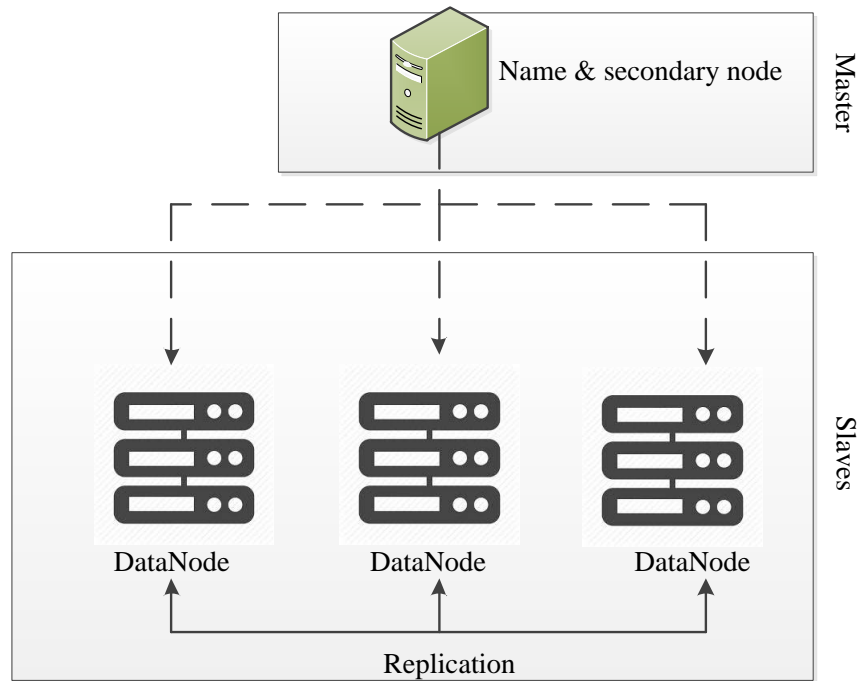 Name & secondary node
Master
Slaves
DataNode
DataNode
DataNode
Replication